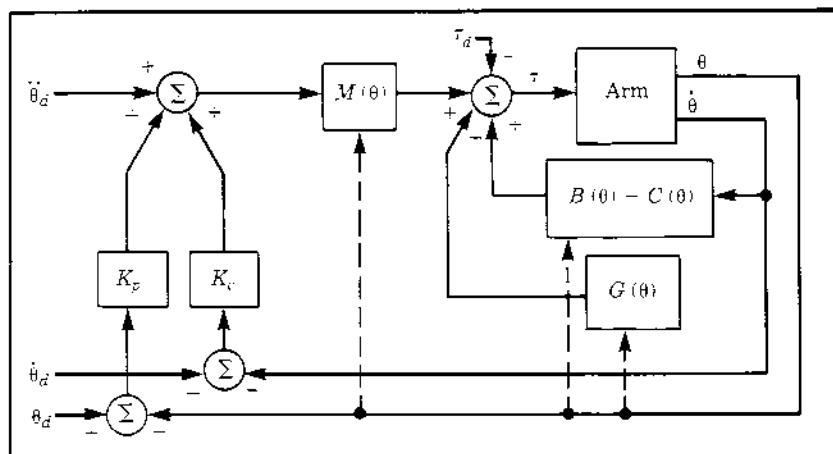 τ_d −
θ
θ̈_d + Σ M(θ) Σ τ Arm
θ̇
+ + + − +
B(θ) − C(θ)
K_p K_v G(θ)
θ̇_d Σ
− −
θ_d Σ
+ −